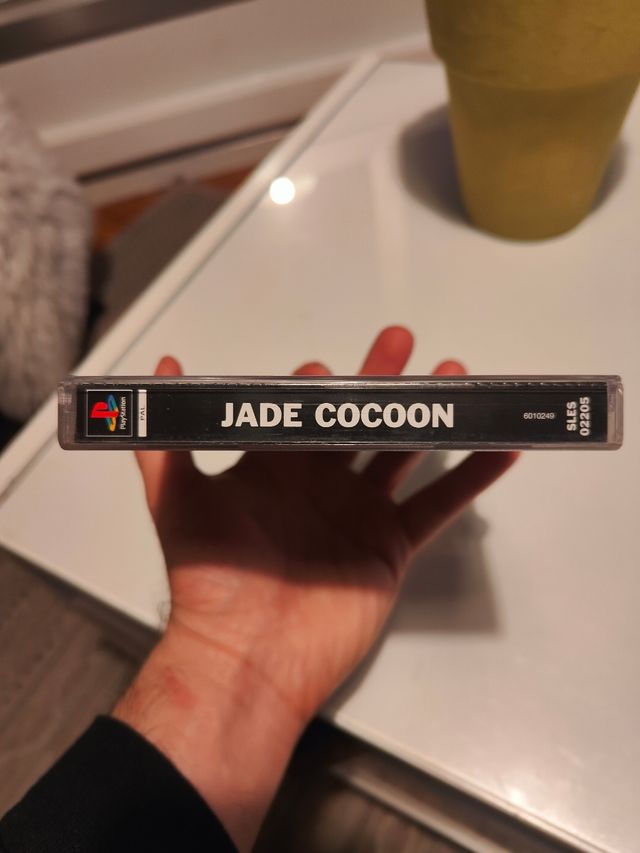 PlayStation
PAL
JADE COCOON
6010249
SLES
02205